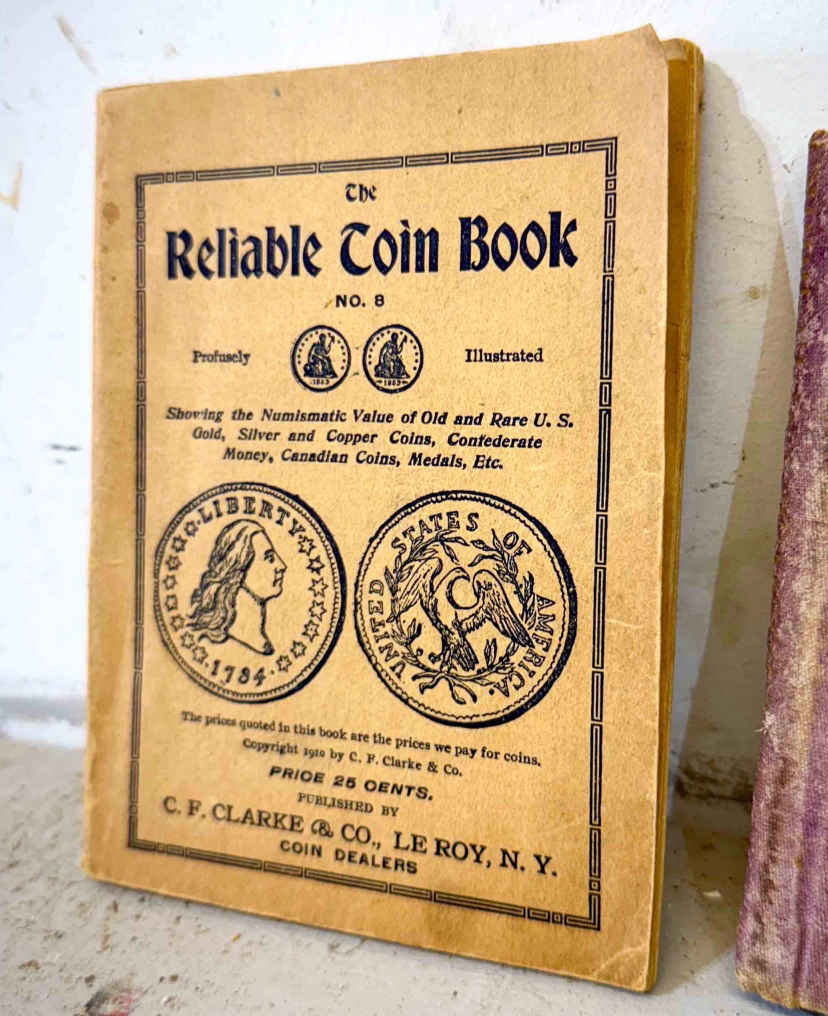 The
Reliable Coin Book
NO. 8
Profusely
1853
1853
Illustrated
Showing the Numismatic Value of Old and Rare U. S.
Gold, Silver and Copper Coins, Confederate
Money, Canadian Coins, Medals, Etc.
LIBERTY
1794
UNITED STATES OF AMERICA.
The prices quoted in this book are the prices we pay for coins.
Copyright 1910 by C. F. Clarke & Co.
PRICE 25 CENTS.
PUBLISHED BY
C. F. CLARKE & CO., LE ROY, N. Y.
COIN DEALERS